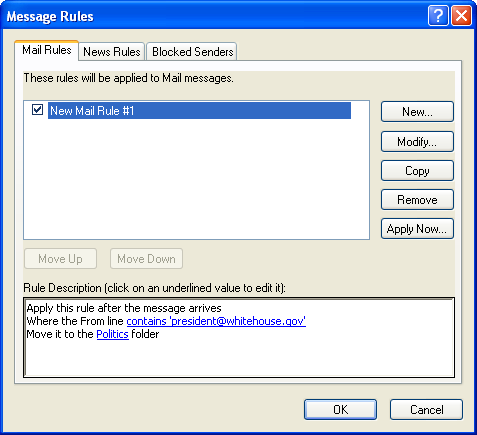 Message Rules
Mail Rules News Rules Blocked Senders
These rules will be applied to Mail messages.
New Mail Rule #1
New...
Modify...
Copy
Remove
Apply Now...
Move Up Move Down
Rule Description (click on an underlined value to edit it):
Apply this rule after the message arrives
Where the From line contains 'president@whitehouse.gov'
Move it to the Politics folder
OK Cancel